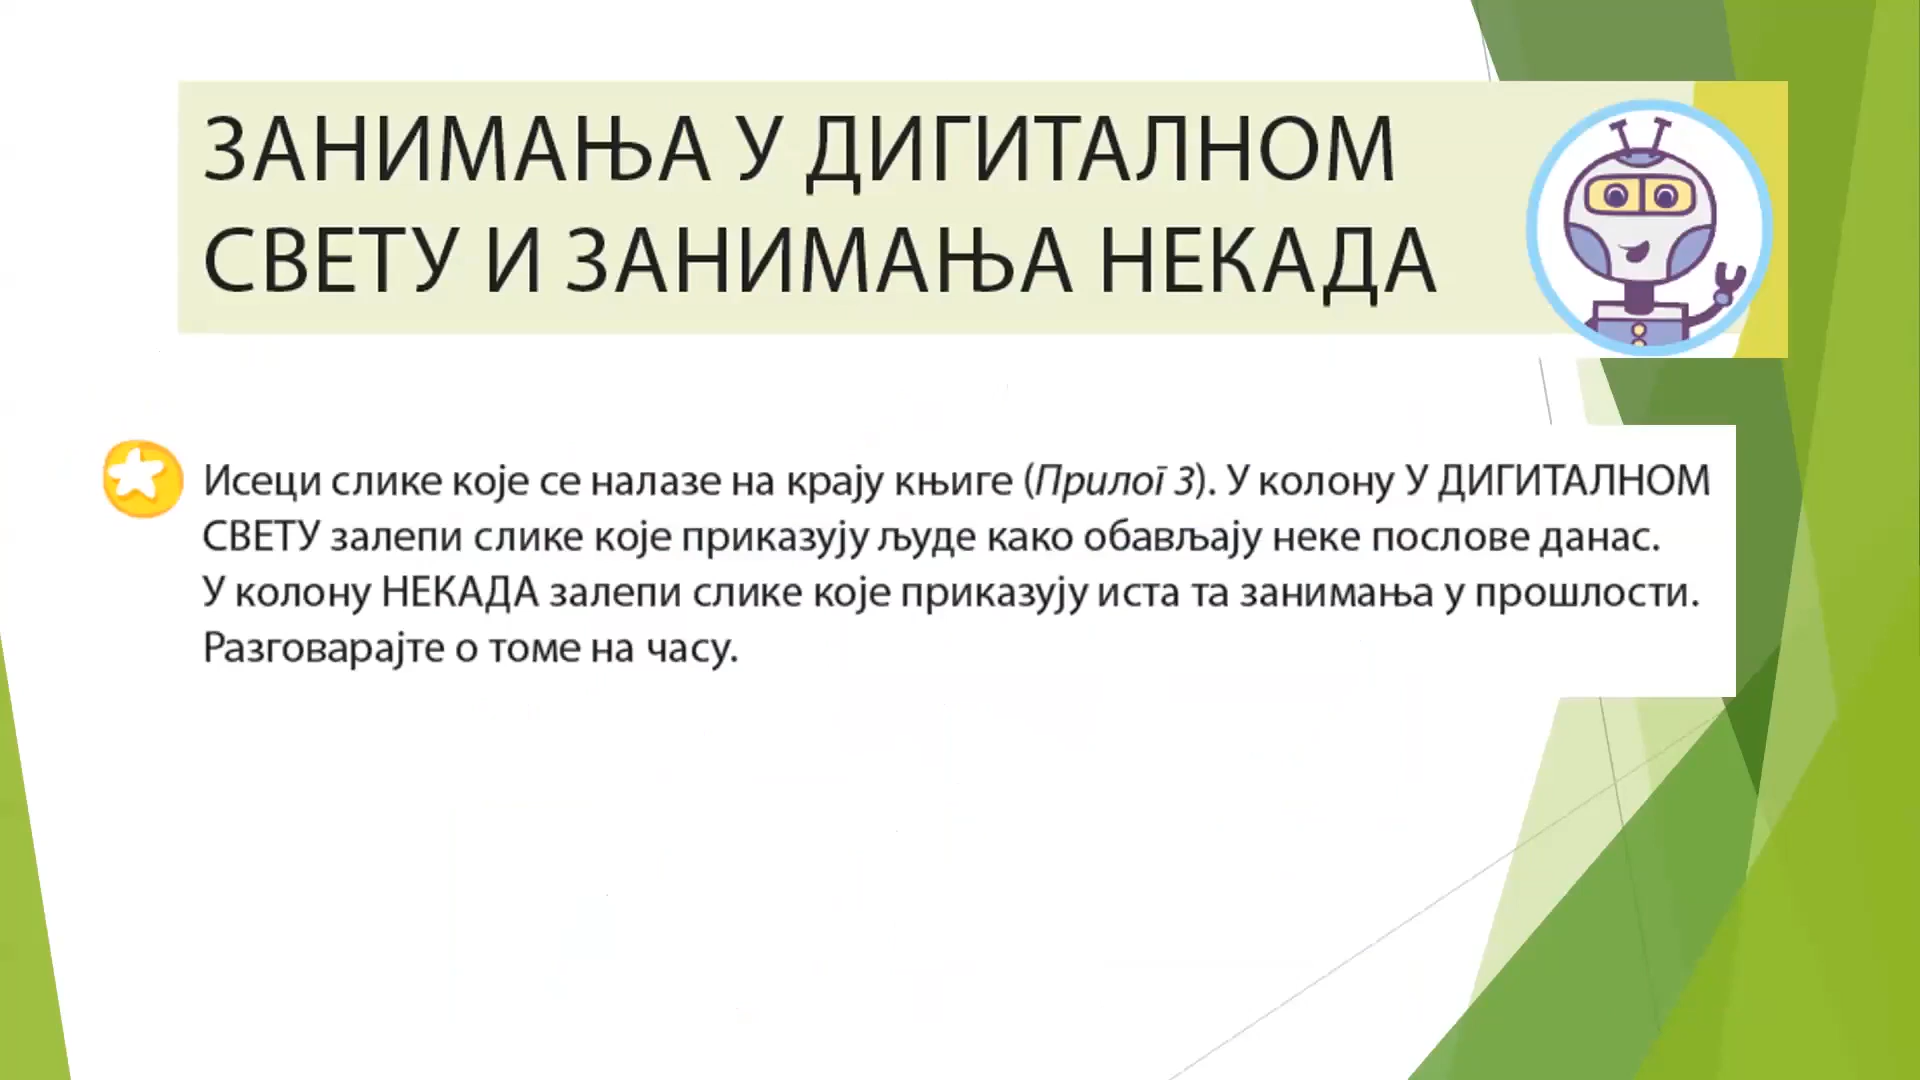 ЗАНИМАЊА У ДИГИТАЛНОМ
СВЕТУ И ЗАНИМАЊА НЕКАДА
Исеци слике које се налазе на крају књиге (Прилог 3). У колону У ДИГИТАЛНОМ
СВЕТУ залепи слике које приказују људе како обављају неке послове данас.
У колону НЕКАДА залепи слике које приказују иста та занимања у прошлости.
Разговарајте о томе на часу.